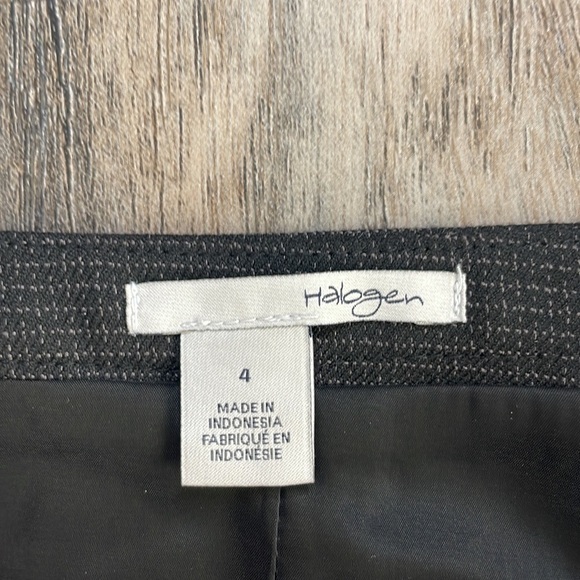 Halogen
4
MADE IN
INDONESIA
FABRIQUÉ EN
INDONÉSIE